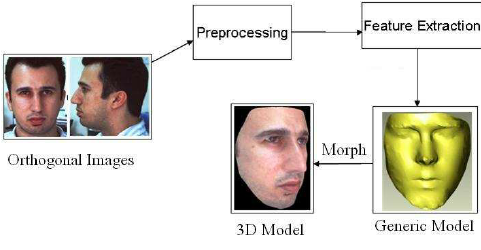 Preprocessing
Feature Extraction
Orthogonal Images
Morph
3D Model
Generic Model